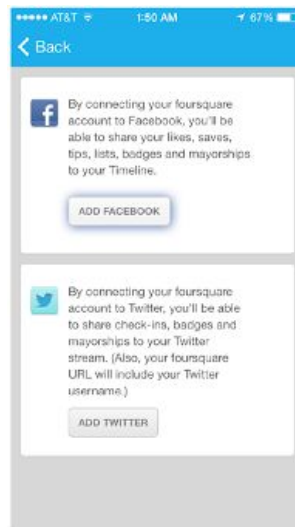 AT&T 1:50 AM 67%
Back
By connecting your foursquare
account to Facebook, you'll be
able to share your likes, saves,
tips, lists, badges and mayorships
to your Timeline.
ADD FACEBOOK
By connecting your foursquare
account to Twitter, you'll be able
to share check-ins, badges and
mayorships to your Twitter
stream. (Also, your foursquare
URL will include your Twitter
username.)
ADD TWITTER